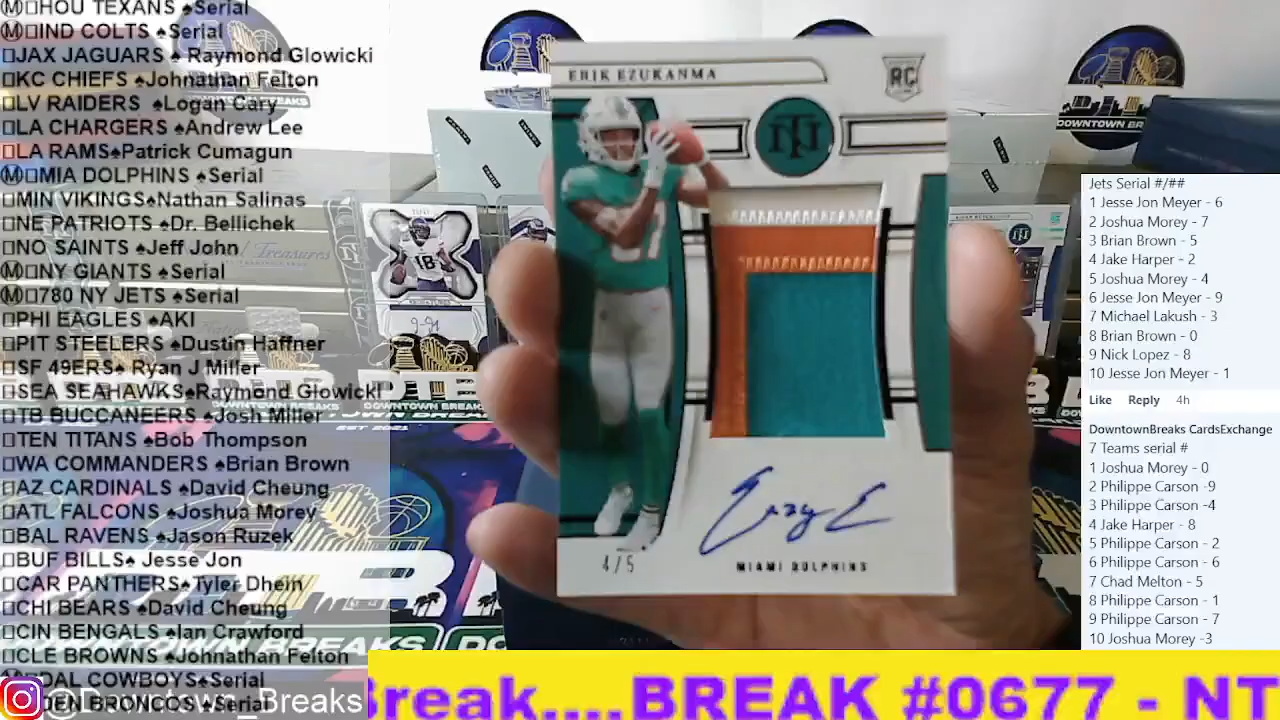 Ⓜ HOU TEXANS ♠Serial
Ⓜ IND COLTS ♠Serial
JAX JAGUARS♠ Raymond Glowicki
KC CHIEFS ♠Johnathan Felton
LV RAIDERS ♠Logan Cary
LA CHARGERS ♠Andrew Lee
LA RAMS♠Patrick Cumagun
Ⓜ MIA DOLPHINS ♠Serial
MIN VIKINGS♠Nathan Salinas
NE PATRIOTS ♠Dr. Bellichek
NO SAINTS ♠Jeff John
Ⓜ NY GIANTS ♠Serial
Ⓜ 780 NY JETS ♠Serial
PHI EAGLES ♠AKI
PIT STEELERS ♠Dustin Haffner
SF 49ERS♠ Ryan J Miller
SEA SEAHAWKS♠Raymond Glowicki
TB BUCCANEERS ♠Josh Miller
TEN TITANS ♠Bob Thompson
WA COMMANDERS ♠Brian Brown
AZ CARDINALS ♠David Cheung
ATL FALCONS ♠Joshua Morey
BAL RAVENS ♠Jason Ruzek
BUF BILLS♠ Jesse Jon
CAR PANTHERS♠Tyler Dhein
CHI BEARS ♠David Cheung
CIN BENGALS ♠Ian Crawford
CLE BROWNS ♠Johnathan Felton
DAL COWBOYS♠Serial
DEN BRONCOS ♠Serial
@Downtown_Breaks
ERIK EZUKANMA
RC
NT
4/5
MIAMI DOLPHINS
DOWNTOWN BREAKS
Jets Serial #/##
1 Jesse Jon Meyer - 6
2 Joshua Morey - 7
3 Brian Brown - 5
4 Jake Harper - 2
5 Joshua Morey - 4
6 Jesse Jon Meyer - 9
7 Michael Lakush - 3
8 Brian Brown - 0
9 Nick Lopez - 8
10 Jesse Jon Meyer - 1
Like Reply 4h
DowntownBreaks CardsExchange
7 Teams serial #
1 Joshua Morey - 0
2 Philippe Carson -9
3 Philippe Carson -4
4 Jake Harper - 8
5 Philippe Carson - 2
6 Philippe Carson - 6
7 Chad Melton - 5
8 Philippe Carson - 1
9 Philippe Carson - 7
10 Joshua Morey -3
Break....BREAK #0677 - NT